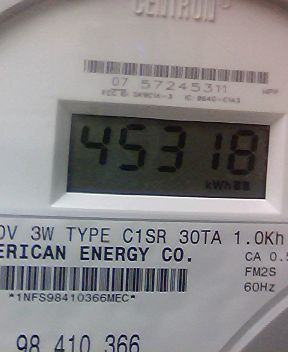 CENTRON
07 57245311
45318
kWh
0V 3W TYPE C1SR 30TA 1.0Kh
ERICAN ENERGY CO.
CA 0.5
FM2S
*1NFS98410366MEC*
60Hz
98 410 366